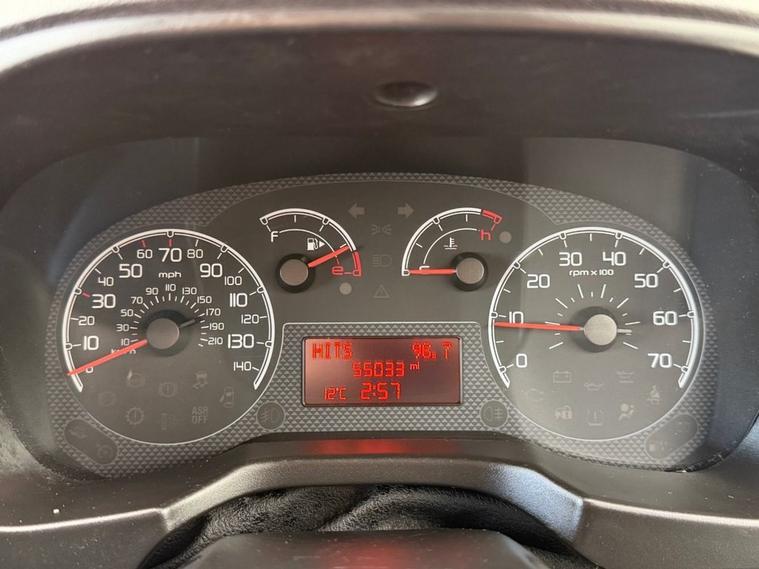 60 70 80
50 90
40 mph 100
30 110
20
10 130
0 140
10 30 50 70 90 110 130 150 170 190 210
km/h
f e
h
HITS 96.7
55033 mi
12°C 2:57
30 40
20 rpm x 100 50
10 60
0 70
ASR
OFF